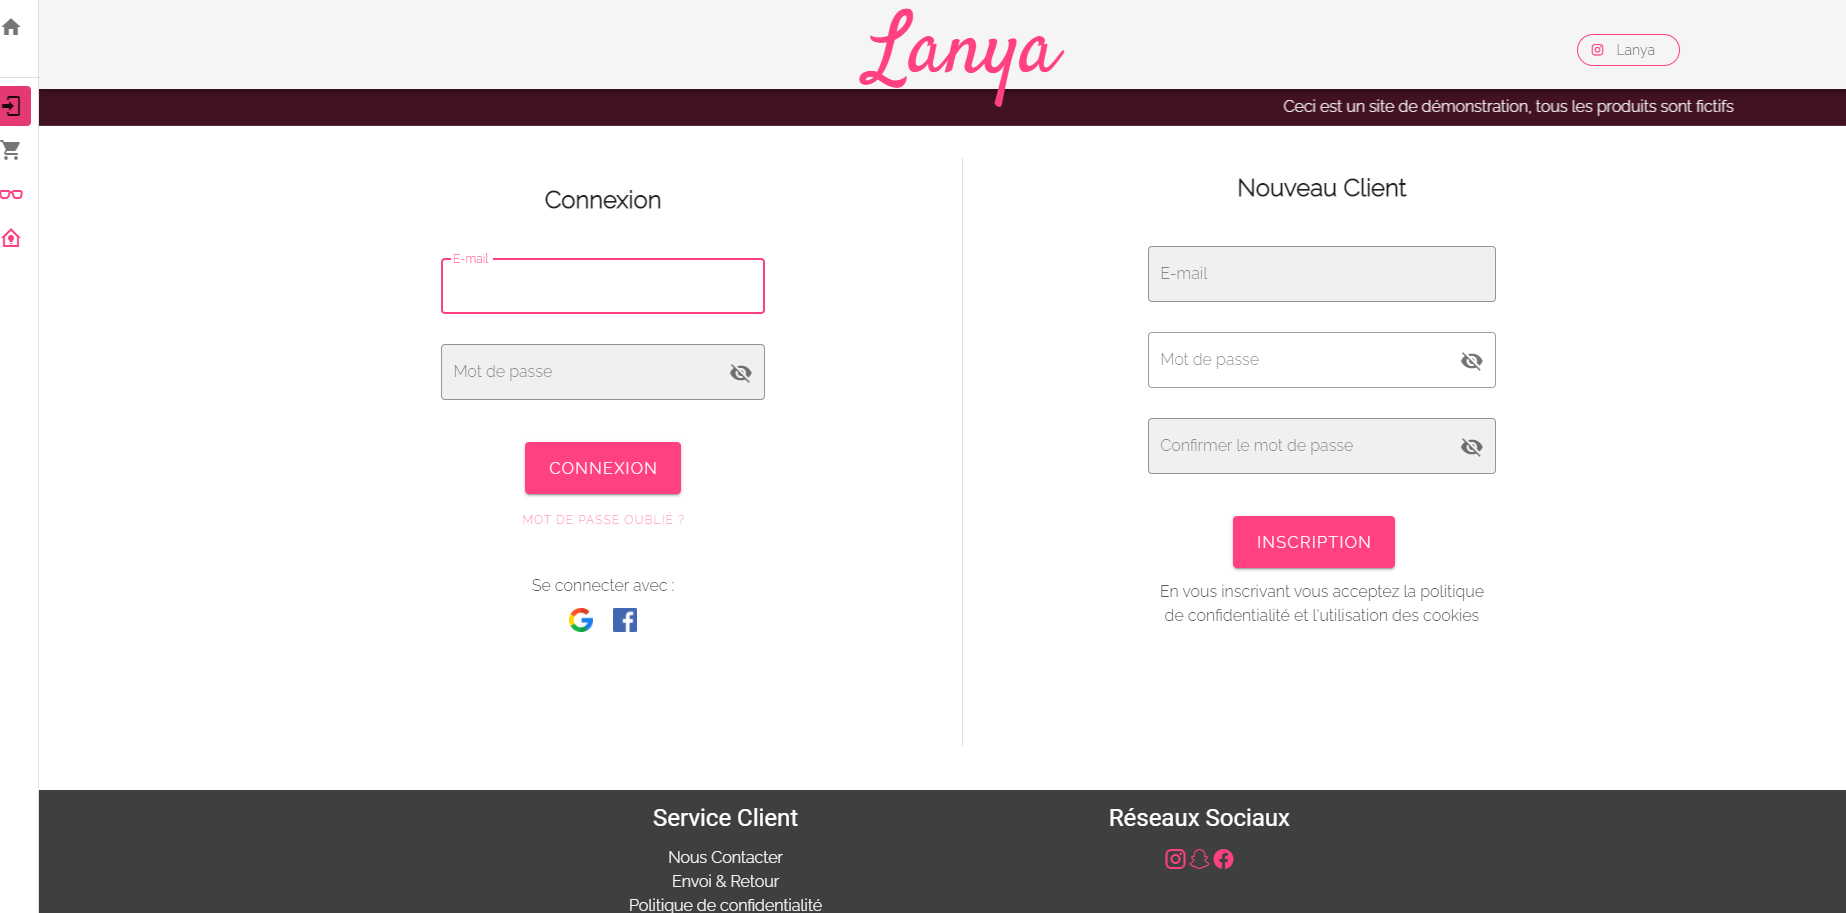 Lanya
Lanya
Ceci est un site de démonstration, tous les produits sont fictifs
Connexion
E-mail
Mot de passe
CONNEXION
MOT DE PASSE OUBLIÉ ?
Se connecter avec :
Nouveau Client
E-mail
Mot de passe
Confirmer le mot de passe
INSCRIPTION
En vous inscrivant vous acceptez la politique
de confidentialité et l'utilisation des cookies
Service Client
Nous Contacter
Envoi & Retour
Politique de confidentialité
Réseaux Sociaux